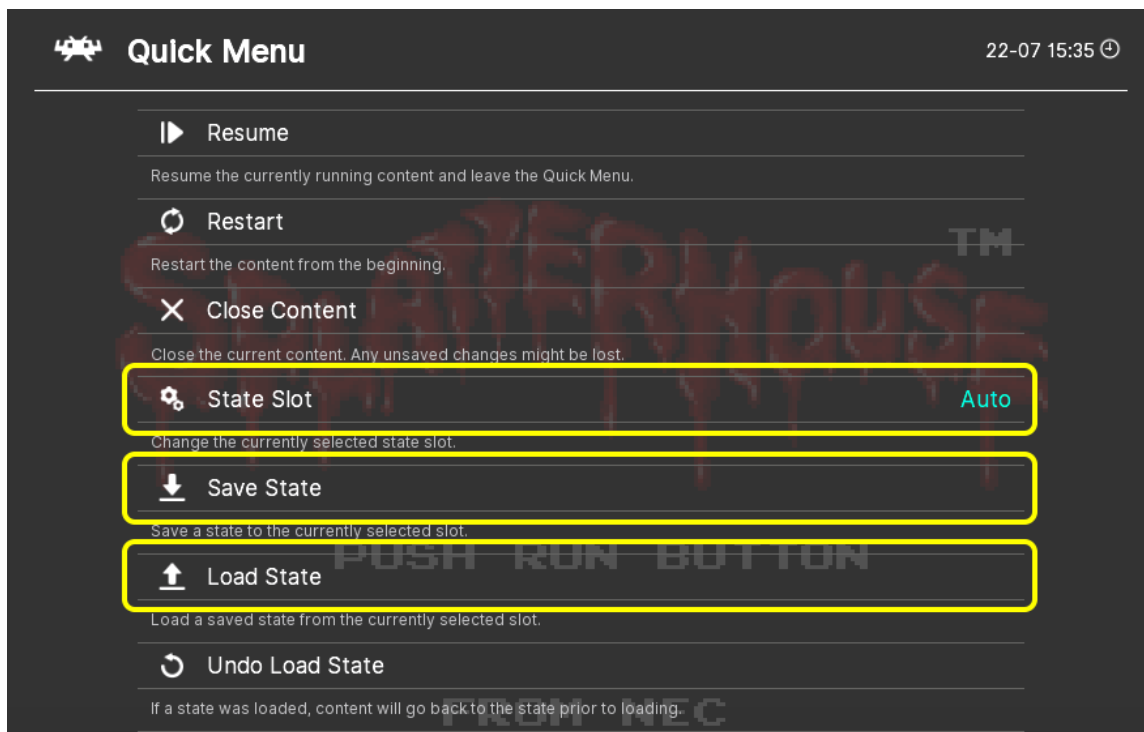 Quick Menu
22-07 15:35
Resume
Resume the currently running content and leave the Quick Menu.
Restart
TM
Restart the content from the beginning.
SPLATTERHOUSE
Close Content
Close the current content. Any unsaved changes might be lost.
State Slot Auto
Change the currently selected state slot.
Save State
Save a state to the currently selected slot.
PUSH RUN BUTTON
Load State
Load a saved state from the currently selected slot.
Undo Load State
If a state was loaded, content will go back to the state prior to loading.
FROM NEC